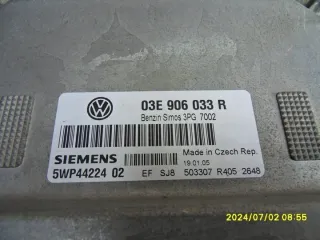 03E 906 033 R
Benzin Simos 3PG 7002
SIEMENS
Made in Czech Rep.
19.01.05
5WP44224 02
EF SJ8 503307 R405 2648
2024/07/02 08:55